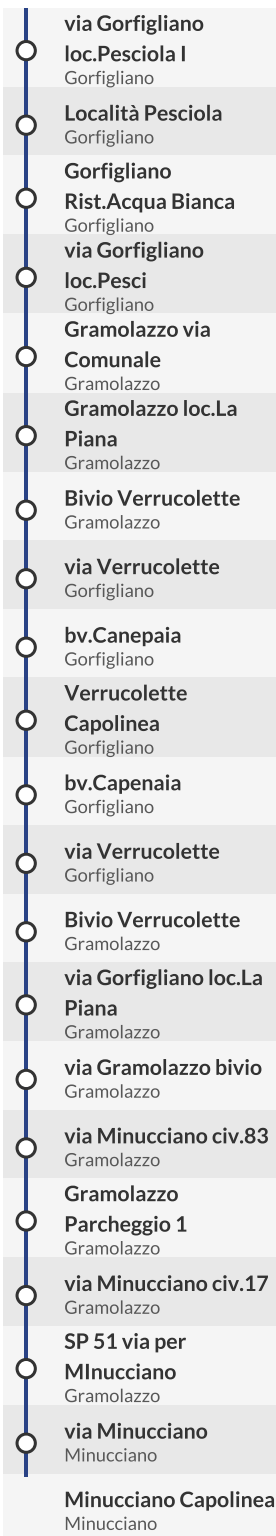 via Gorfigliano
loc.Pesciola I
Gorfigliano
Località Pesciola
Gorfigliano
Gorfigliano
Rist.Acqua Bianca
Gorfigliano
via Gorfigliano
loc.Pesci
Gorfigliano
Gramolazzo via
Comunale
Gramolazzo
Gramolazzo loc.La
Piana
Gramolazzo
Bivio Verrucolette
Gramolazzo
via Verrucolette
Gorfigliano
bv.Canepaia
Gorfigliano
Verrucolette
Capolinea
Gorfigliano
bv.Capenaia
Gorfigliano
via Verrucolette
Gorfigliano
Bivio Verrucolette
Gramolazzo
via Gorfigliano loc.La
Piana
Gramolazzo
via Gramolazzo bivio
Gramolazzo
via Minucciano civ.83
Gramolazzo
Gramolazzo
Parcheggio 1
Gramolazzo
via Minucciano civ.17
Gramolazzo
SP 51 via per
MInucciano
Gramolazzo
via Minucciano
Minucciano
Minucciano Capolinea
Minucciano